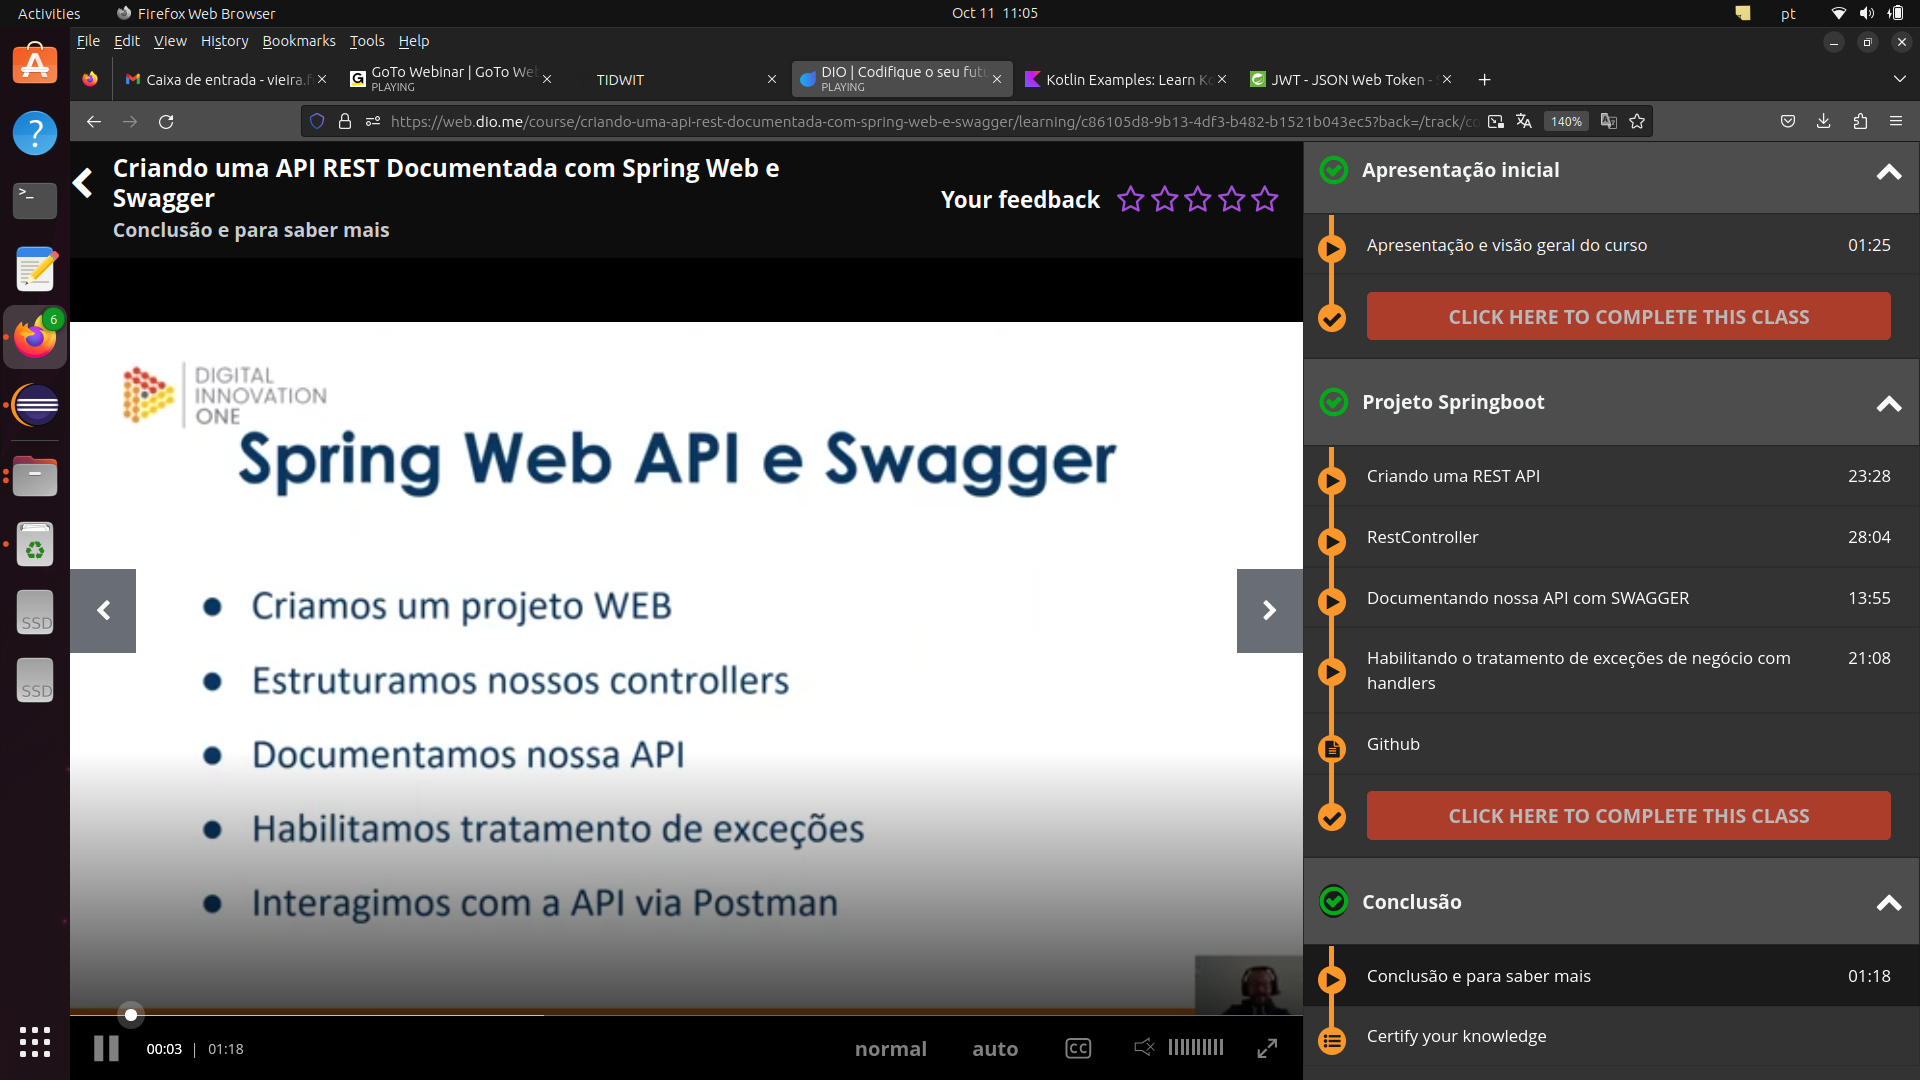 Activities
Firefox Web Browser
Oct 11 11:05
pt
File Edit View History Bookmarks Tools Help
Caixa de entrada - vieira.f
GoTo Webinar | GoTo We
PLAYING
TIDWIT
DIO | Codifique o seu futu
PLAYING
Kotlin Examples: Learn Ko
JWT - JSON Web Token -
https://web.dio.me/course/criando-uma-api-rest-documentada-com-spring-web-e-swagger/learning/c86105d8-9b13-4df3-b482-b1521b043ec5?back=/track/co
140%
6
SSD
SSD
Criando uma API REST Documentada com Spring Web e
Swagger
Conclusão e para saber mais
Your feedback
DIGITAL
INNOVATION
ONE
Spring Web API e Swagger
● Criamos um projeto WEB
● Estruturamos nossos controllers
● Documentamos nossa API
● Habilitamos tratamento de exceções
● Interagimos com a API via Postman
00:03 | 01:18
normal
auto
CC
Apresentação inicial
Apresentação e visão geral do curso 01:25
CLICK HERE TO COMPLETE THIS CLASS
Projeto Springboot
Criando uma REST API 23:28
RestController 28:04
Documentando nossa API com SWAGGER 13:55
Habilitando o tratamento de exceções de negócio com 21:08
handlers
Github
CLICK HERE TO COMPLETE THIS CLASS
Conclusão
Conclusão e para saber mais 01:18
Certify your knowledge